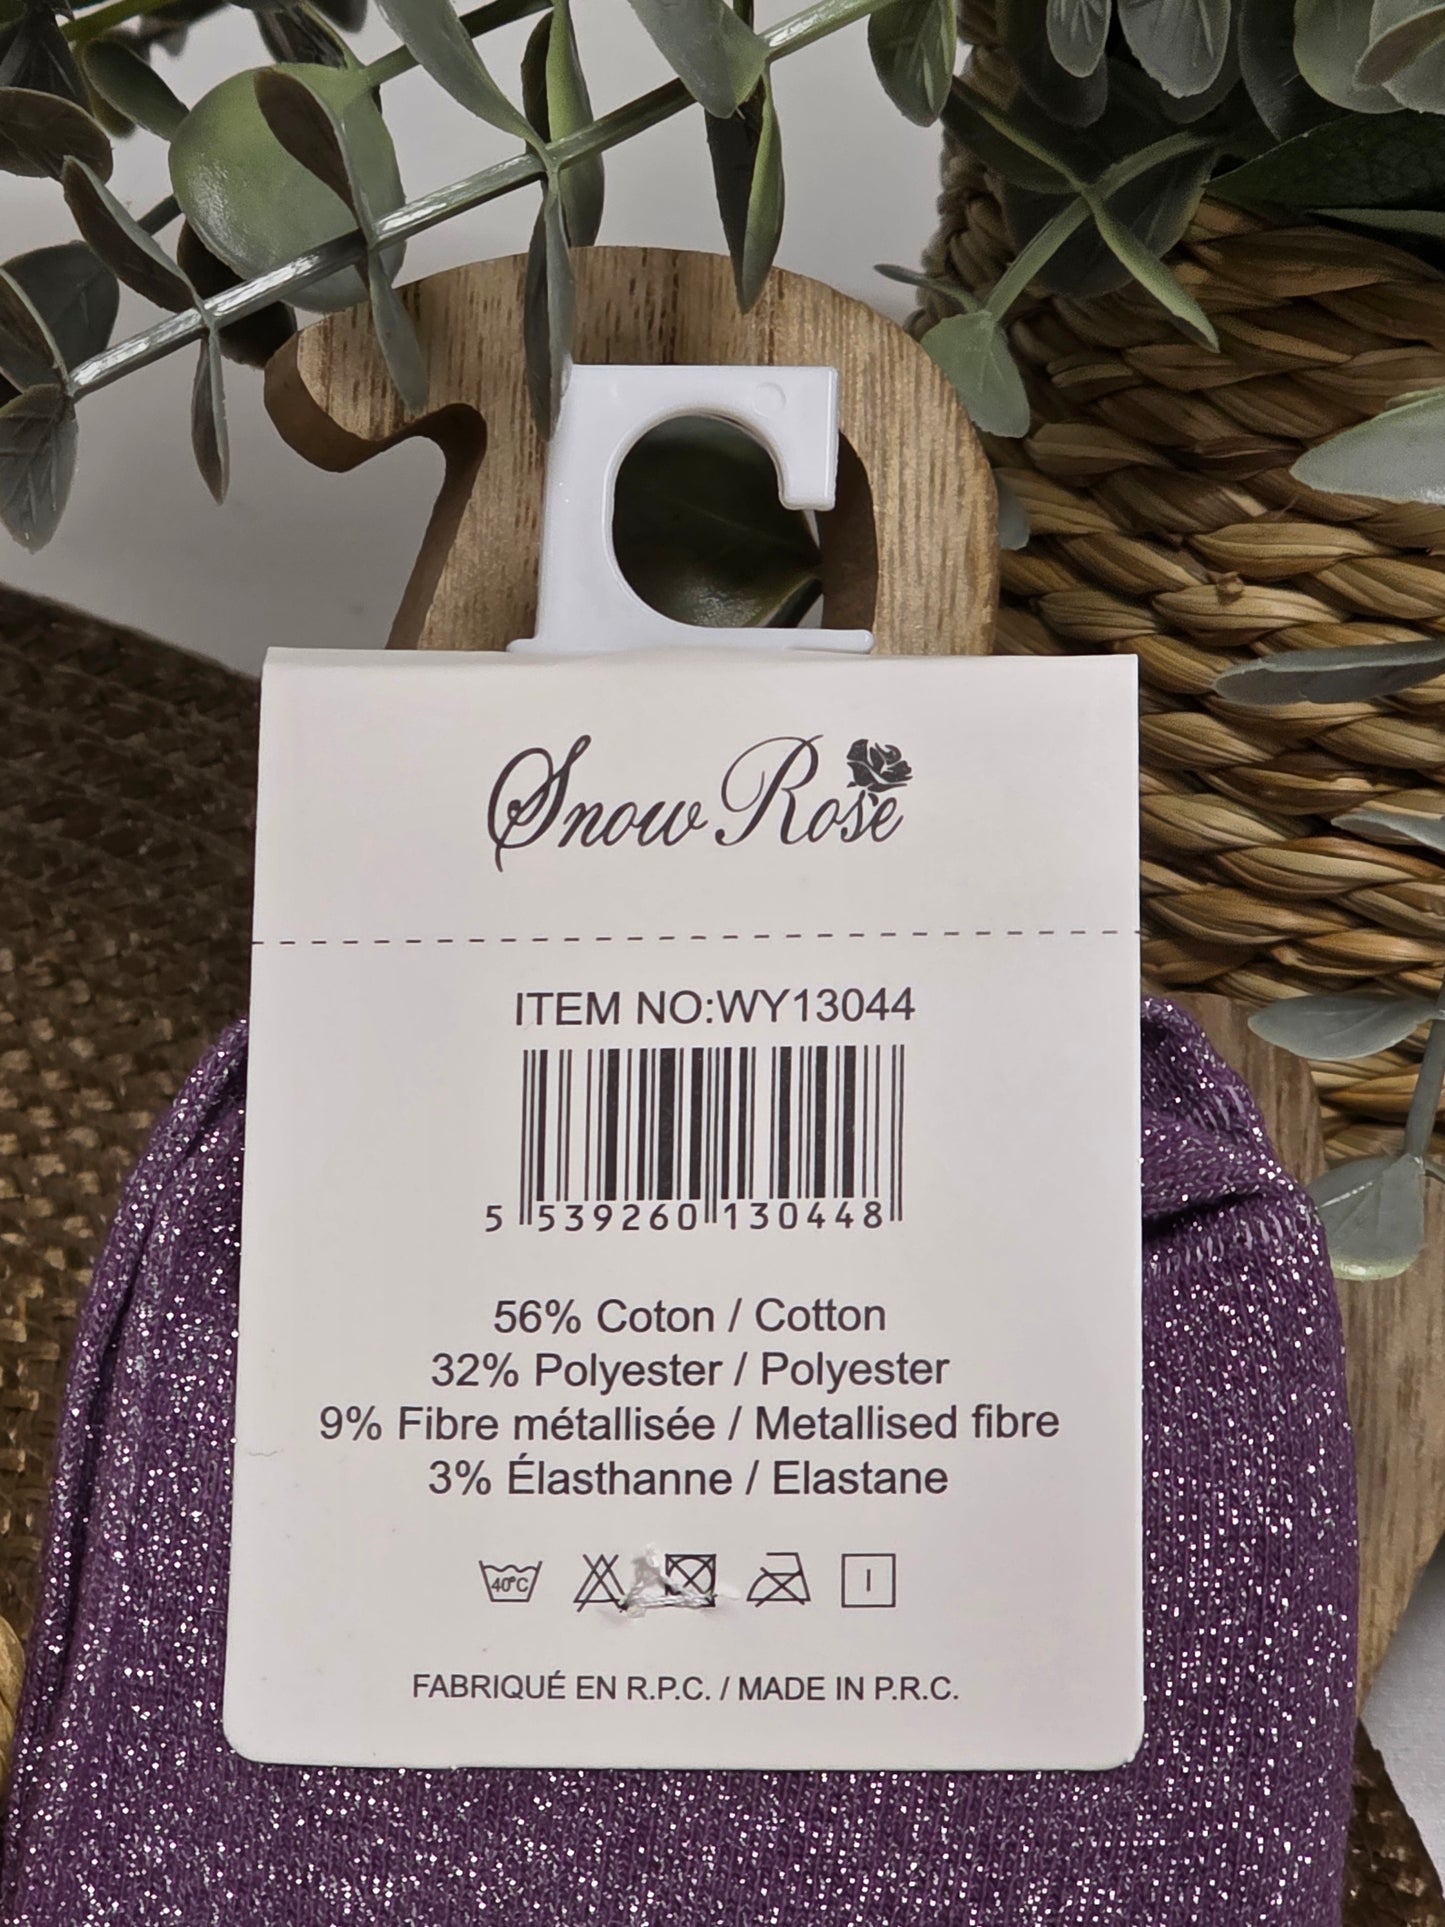 Snow Rose
ITEM NO:WY13044
5 539260 130448
56% Coton / Cotton
32% Polyester / Polyester
9% Fibre métallisée / Metallised fibre
3% Élasthanne / Elastane
40°C
FABRIQUÉ EN R.P.C. / MADE IN P.R.C.